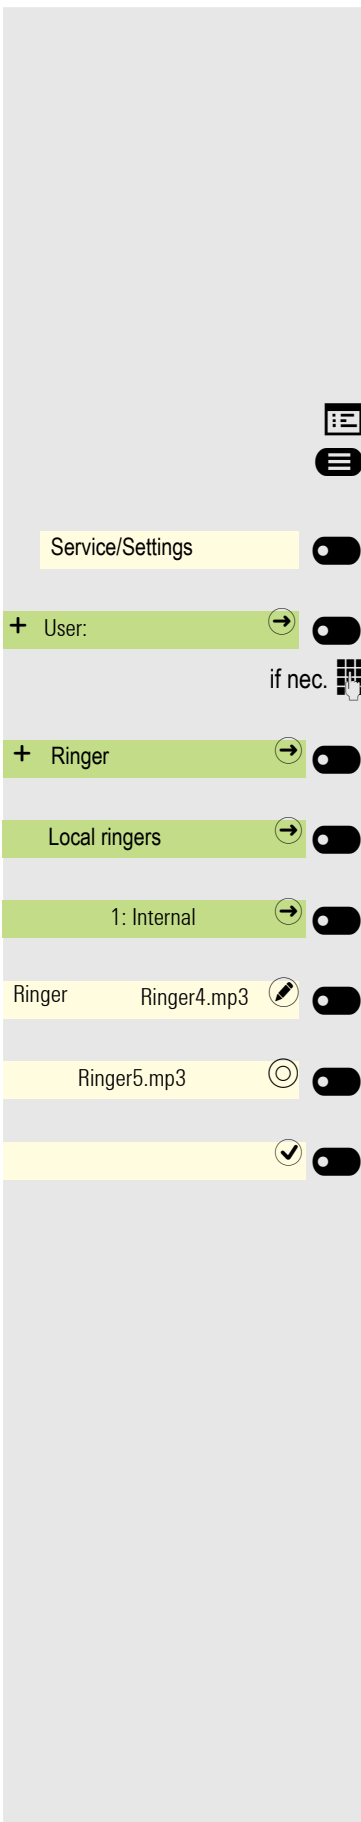 Service/Settings
+ User:
if nec.
+ Ringer
Local ringers
1: Internal
Ringer Ringer4.mp3
Ringer5.mp3